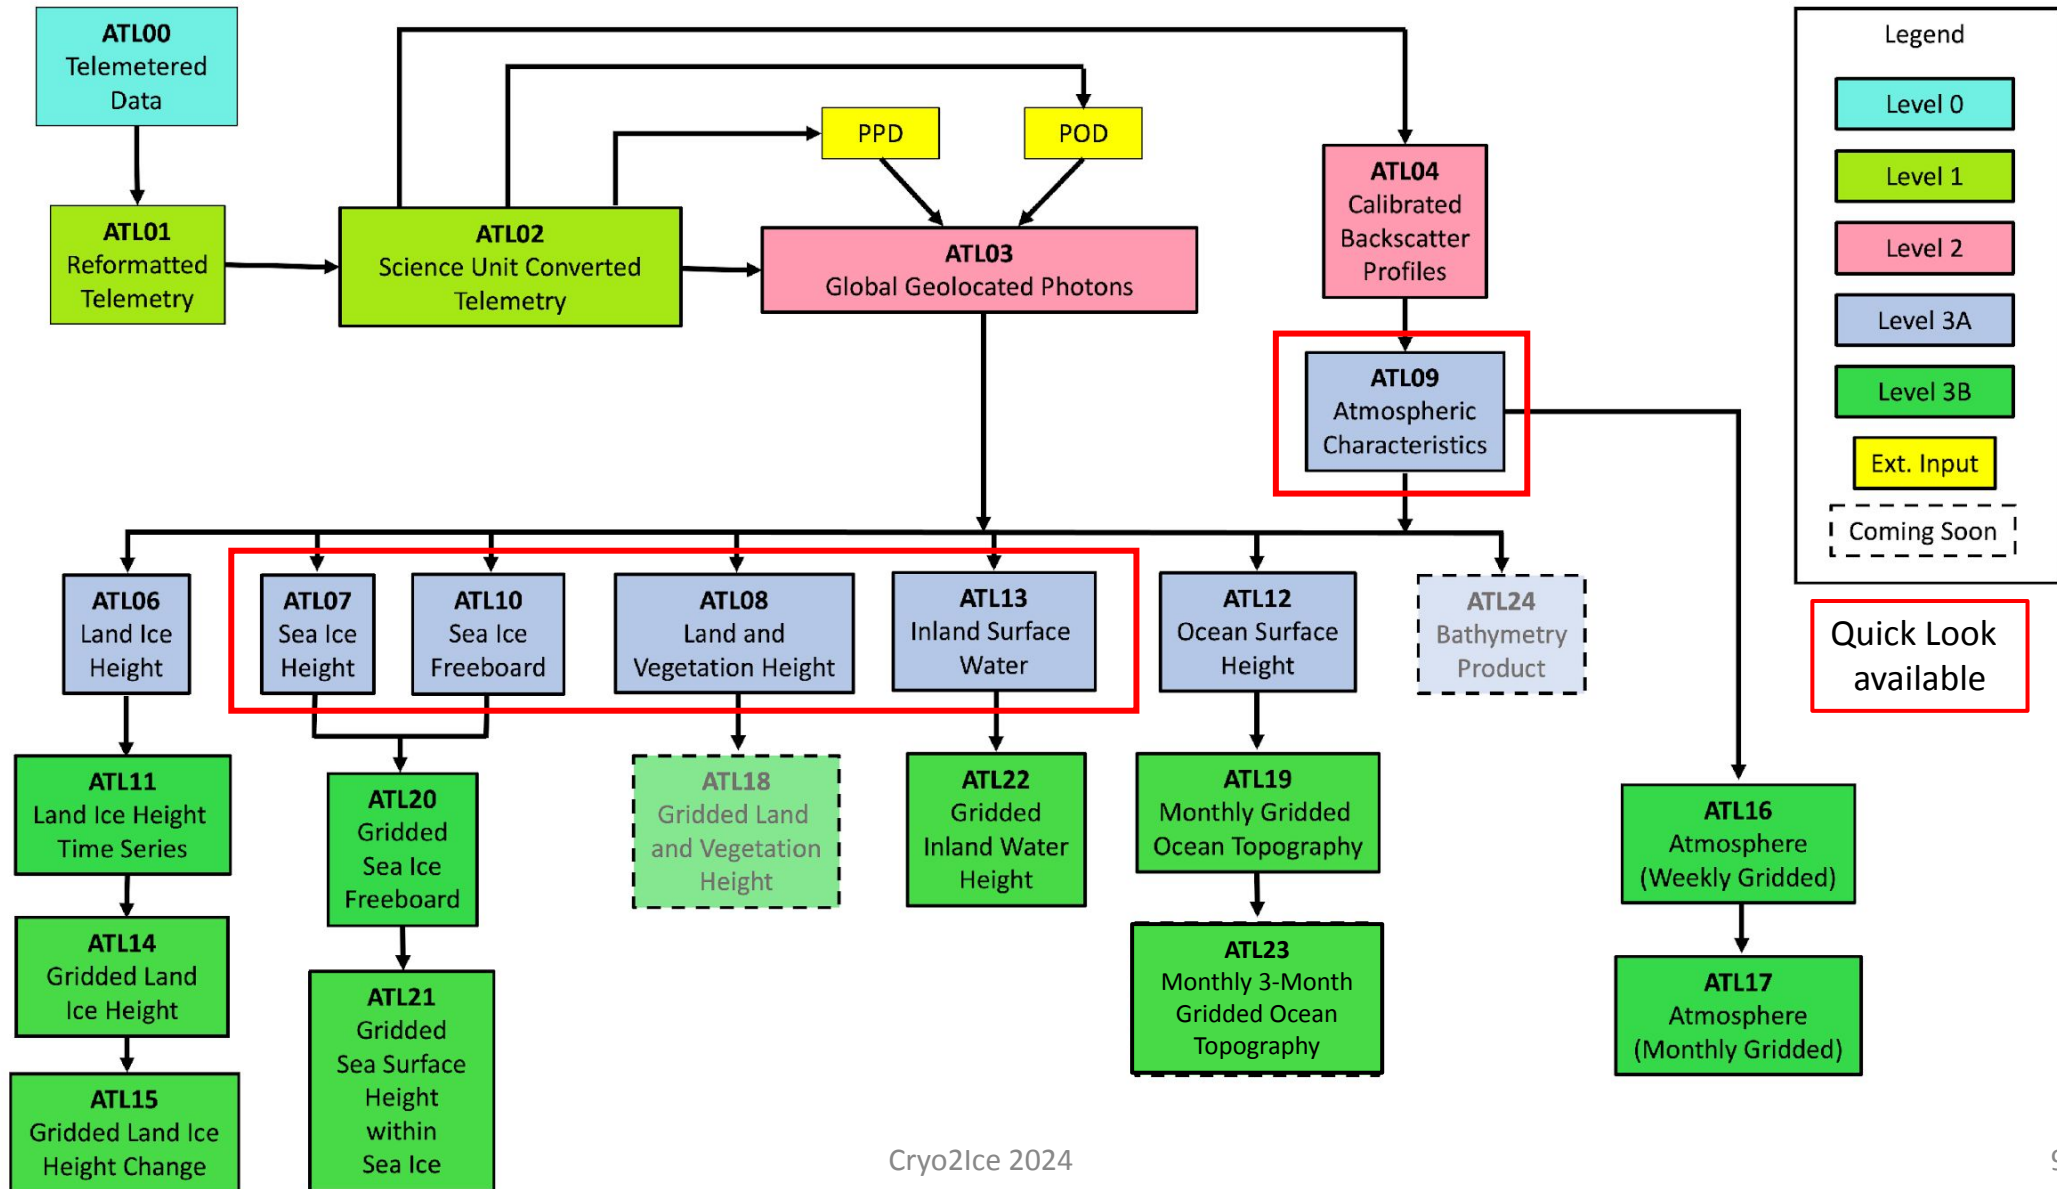 ATL00
Telemetered
Data
ATL01
Reformatted
Telemetry
ATL02
Science Unit Converted
Telemetry
PPD
POD
ATL03
Global Geolocated Photons
ATL04
Calibrated
Backscatter
Profiles
ATL09
Atmospheric
Characteristics
Legend
Level 0
Level 1
Level 2
Level 3A
Level 3B
Ext. Input
Coming Soon
Quick Look
available
ATL06
Land Ice
Height
ATL07
Sea Ice
Height
ATL10
Sea Ice
Freeboard
ATL08
Land and
Vegetation Height
ATL13
Inland Surface
Water
ATL12
Ocean Surface
Height
ATL24
Bathymetry
Product
ATL11
Land Ice Height
Time Series
ATL20
Gridded
Sea Ice
Freeboard
ATL18
Gridded Land
and Vegetation
Height
ATL22
Gridded
Inland Water
Height
ATL19
Monthly Gridded
Ocean Topography
ATL16
Atmosphere
(Weekly Gridded)
ATL14
Gridded Land
Ice Height
ATL21
Gridded
Sea Surface
Height
within
Sea Ice
ATL23
Monthly 3-Month
Gridded Ocean
Topography
ATL17
Atmosphere
(Monthly Gridded)
ATL15
Gridded Land Ice
Height Change
Cryo2Ice 2024
9